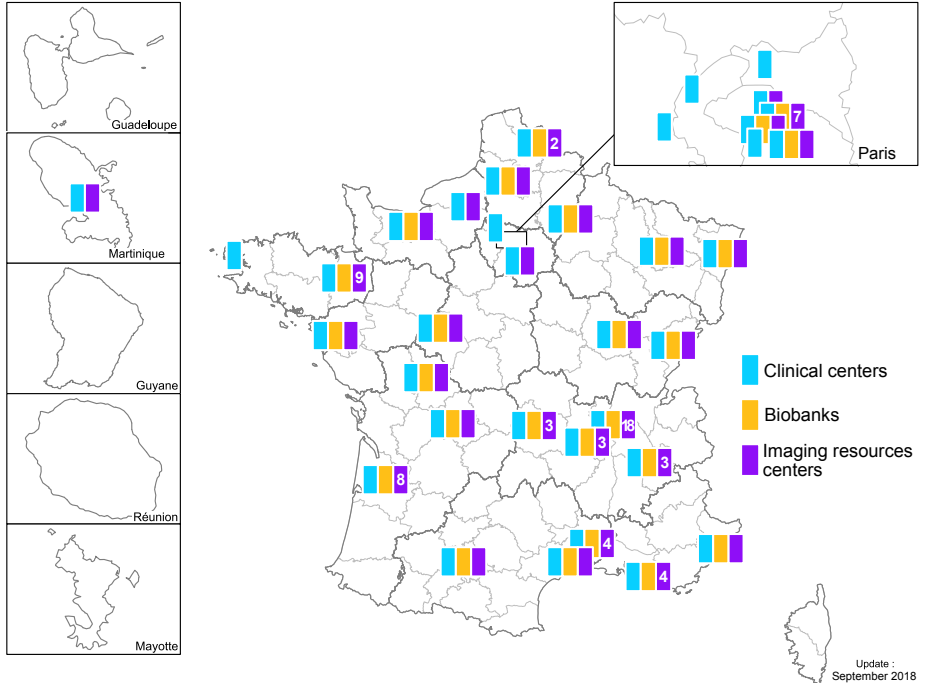 Guadeloupe
Martinique
Guyane
Réunion
Mayotte
7
Paris
2
9
3
18
3
3
8
4
4
Clinical centers
Biobanks
Imaging resources
centers
Update :
September 2018